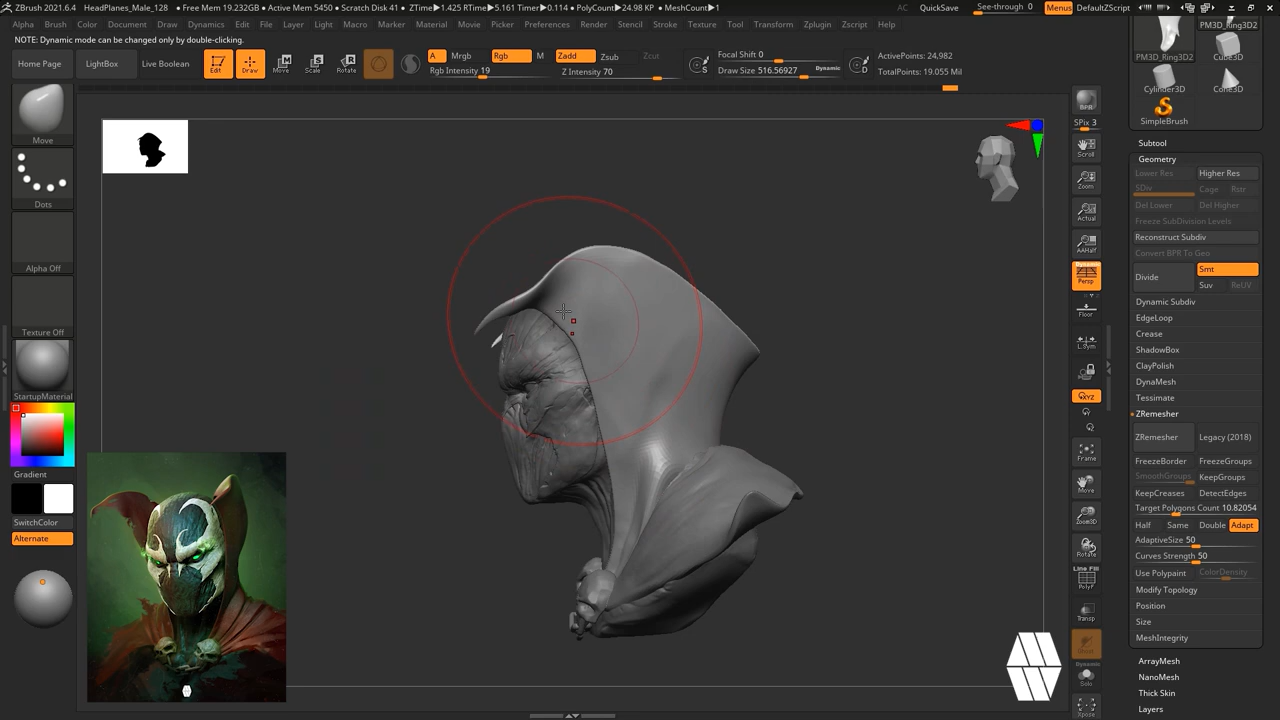 ZBrush 2021.6.4 HeadPlanes_Male_128 • Free Mem 19.232GB • Active Mem 5450 • Scratch Disk 41 • ZTime▶1.425 RTime▶5.161 Timer▶0.114 • PolyCount▶24.98 KP • MeshCount▶1 AC QuickSave See-through 0 Menus DefaultZScript
Alpha Brush Color Document Draw Dynamics Edit File Layer Light Macro Marker Material Movie Picker Preferences Render Stencil Stroke Texture Tool Transform Zplugin Zscript Help
NOTE: Dynamic mode can be changed only by double-clicking.
Home Page LightBox Live Boolean Edit Draw Move Scale Rotate
A Mrgb Rgb M Zadd Zsub Zcut
Rgb Intensity 19 Z Intensity 70
Focal Shift 0
Draw Size 516.56927 Dynamic
S D
ActivePoints: 24,982
TotalPoints: 19.055 Mil
Move
Dots
Alpha Off
Texture Off
StartupMaterial
Gradient
SwitchColor
Alternate
BPR
SPix 3
Scroll
Zoom
Actual
AAHalf
Dynamic
Persp
Floor
L.Sym
XYZ
Frame
Move
Zoom3D
Rotate
Line Fill
PolyF
Transp
Dynamic
Solo
Xpose
PM3D_Ring3D2
PM3D_Ring3D2 Cube3D
Cylinder3D Cone3D
SimpleBrush
Subtool
Geometry
Lower Res Higher Res
SDiv Cage Rstr
Del Lower Del Higher
Freeze SubDivision Levels
Reconstruct Subdiv
Convert BPR To Geo
Divide Smt
Suv ReUV
Dynamic Subdiv
EdgeLoop
Crease
ShadowBox
ClayPolish
DynaMesh
Tessimate
ZRemesher
ZRemesher Legacy (2018)
FreezeBorder FreezeGroups
SmoothGroups KeepGroups
KeepCreases DetectEdges
Target Polygons Count 10.82054
Half Same Double Adapt
AdaptiveSize 50
Curves Strength 50
Use Polypaint ColorDensity
Modify Topology
Position
Size
MeshIntegrity
ArrayMesh
NanoMesh
Thick Skin
Layers